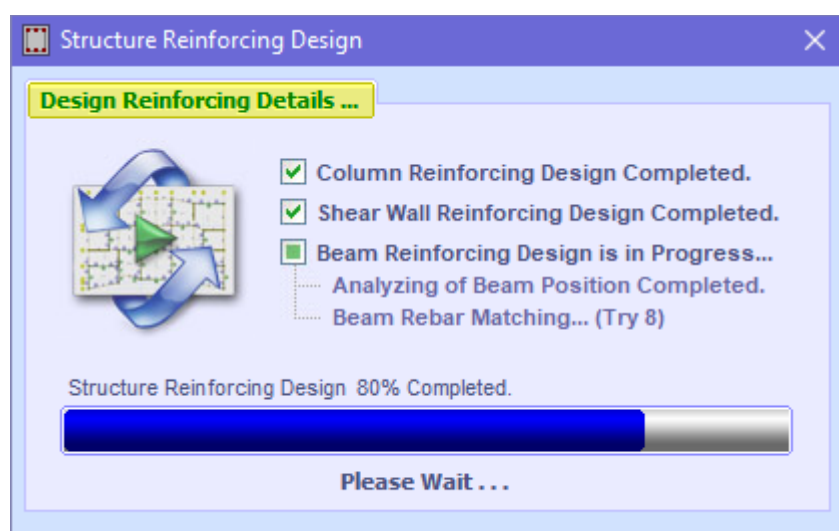 Structure Reinforcing Design
Design Reinforcing Details ...
Column Reinforcing Design Completed.
Shear Wall Reinforcing Design Completed.
Beam Reinforcing Design is in Progress...
Analyzing of Beam Position Completed.
Beam Rebar Matching... (Try 8)
Structure Reinforcing Design 80% Completed.
Please Wait . . .